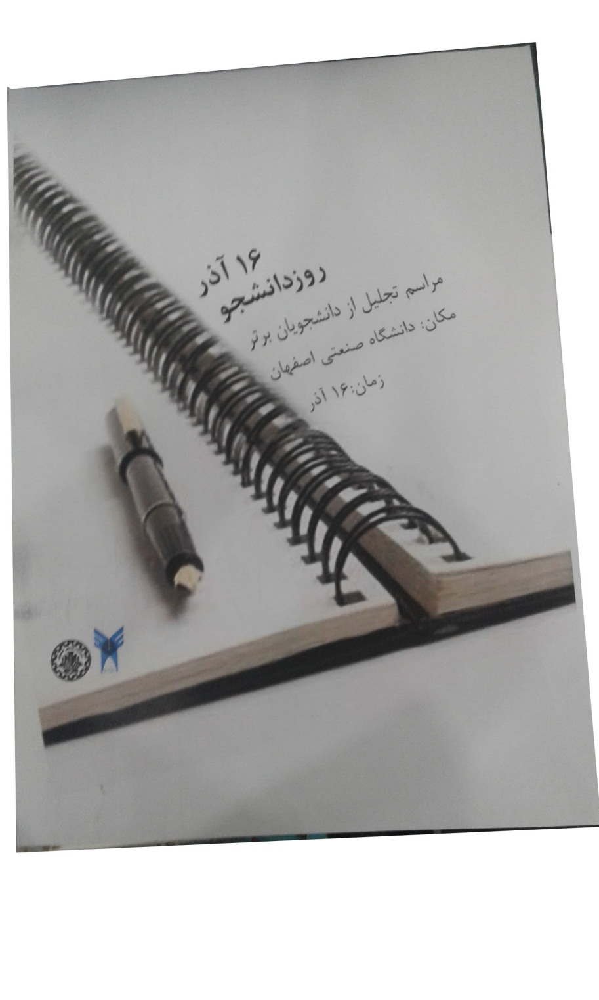 ۱۶ آذر
روزدانشجو
مراسم تجلیل از دانشجویان برتر
مکان: دانشگاه صنعتی اصفهان
زمان:۱۶ آذر